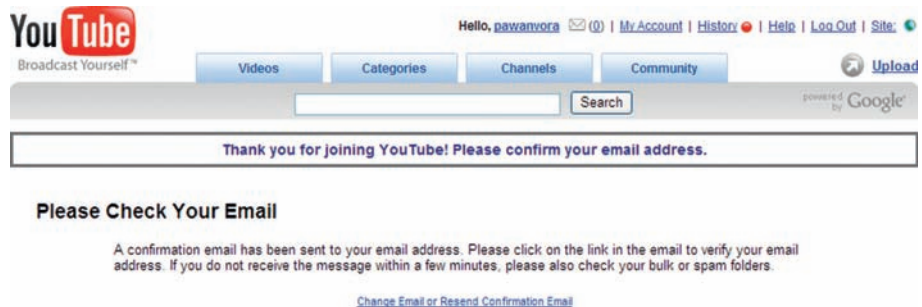 You Tube
Hello, pawanvora (0) | My Account | History | Help | Log Out | Site:
Broadcast Yourself™
Videos Categories Channels Community Upload
Search powered by Google
Thank you for joining YouTube! Please confirm your email address.
Please Check Your Email
A confirmation email has been sent to your email address. Please click on the link in the email to verify your email
address. If you do not receive the message within a few minutes, please also check your bulk or spam folders.
Change Email or Resend Confirmation Email